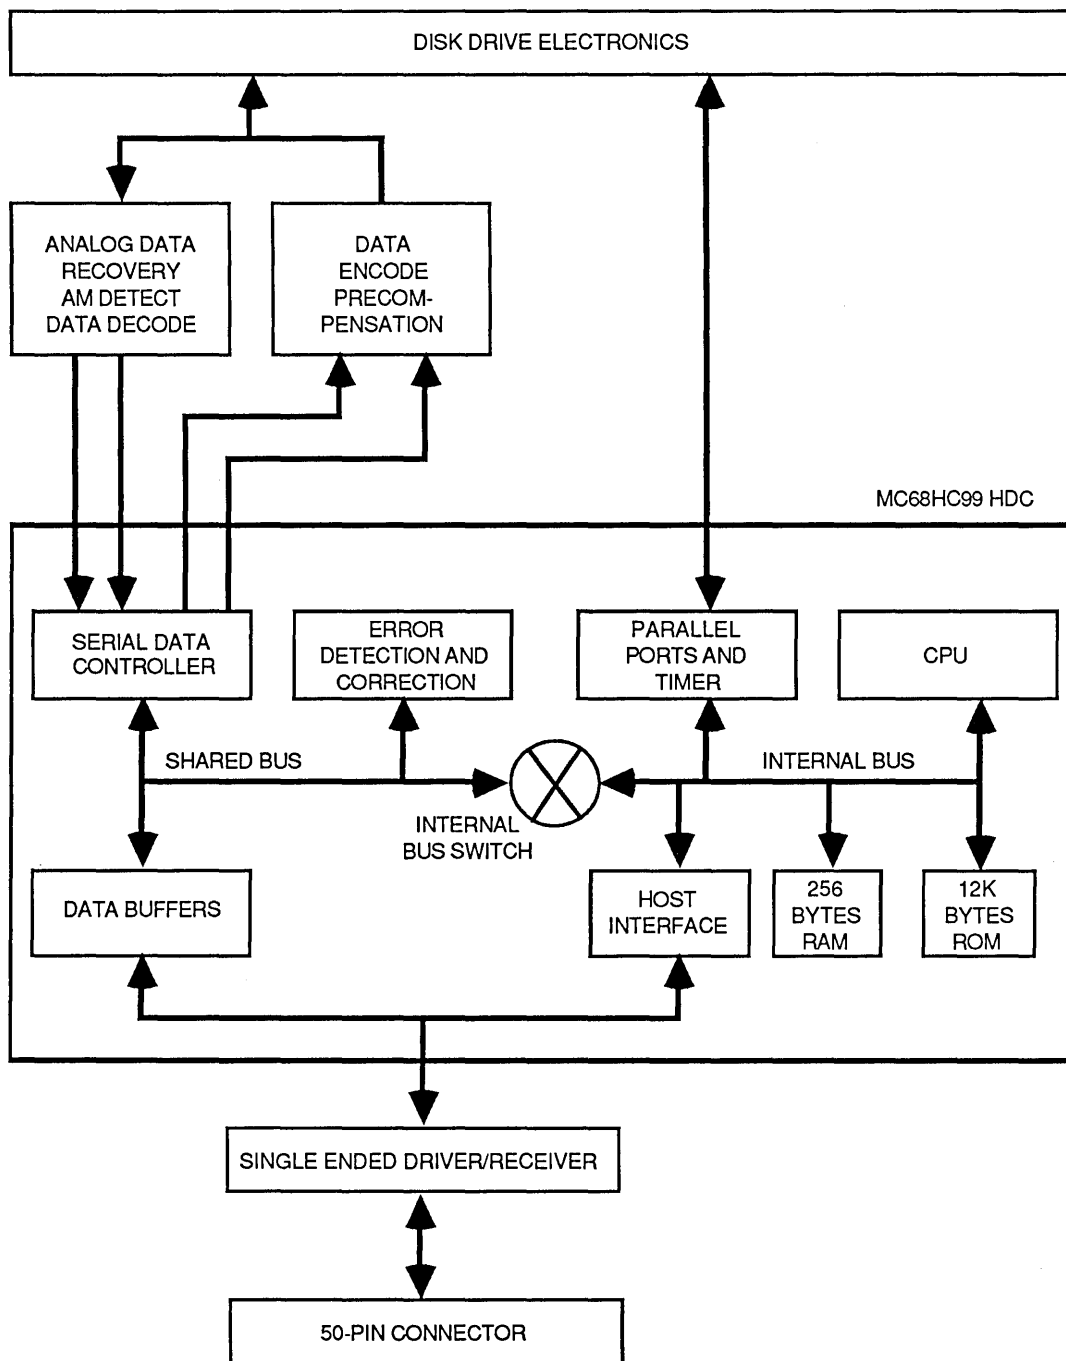 DISK DRIVE ELECTRONICS
ANALOG DATA
RECOVERY
AM DETECT
DATA DECODE
DATA
ENCODE
PRECOM-
PENSATION
MC68HC99 HDC
SERIAL DATA
CONTROLLER
ERROR
DETECTION AND
CORRECTION
PARALLEL
PORTS AND
TIMER
CPU
SHARED BUS
INTERNAL BUS
INTERNAL
BUS SWITCH
DATA BUFFERS
HOST
INTERFACE
256
BYTES
RAM
12K
BYTES
ROM
SINGLE ENDED DRIVER/RECEIVER
50-PIN CONNECTOR